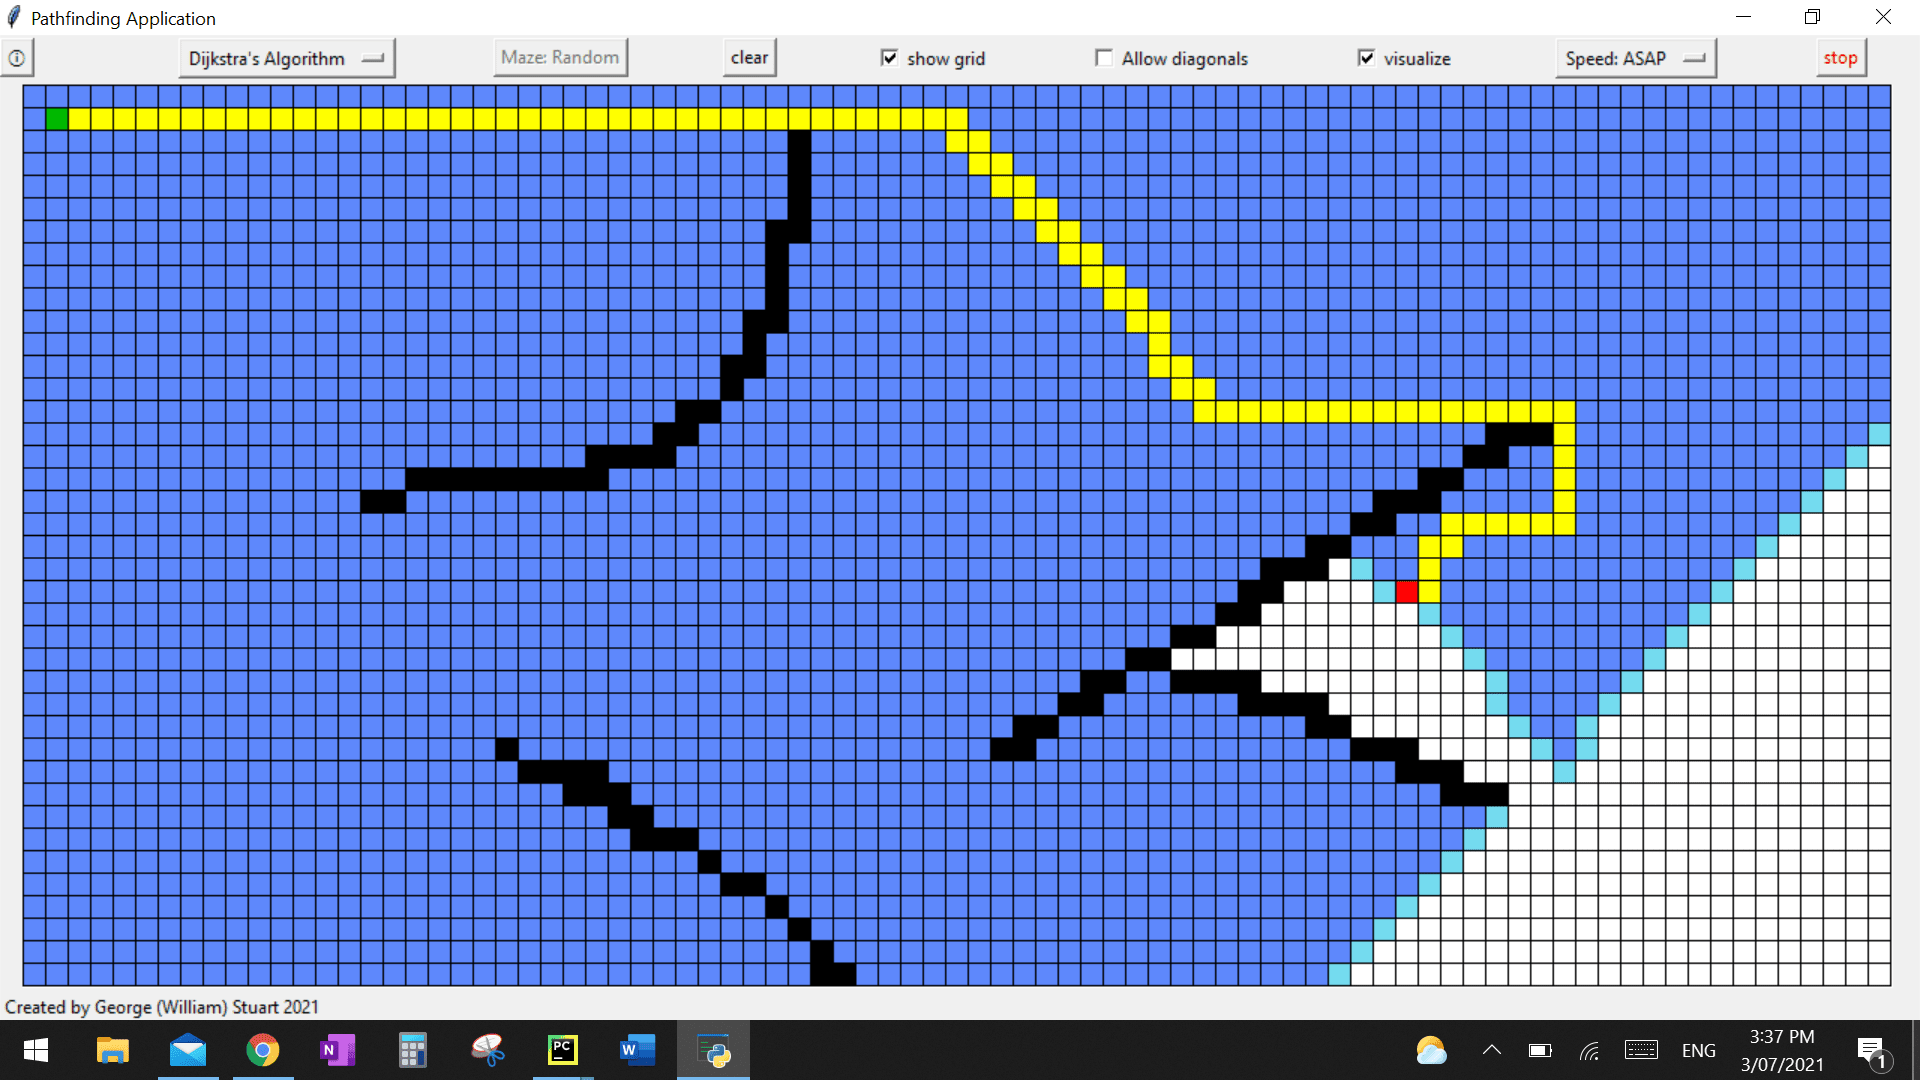 Pathfinding Application
Dijkstra's Algorithm Maze: Random clear show grid Allow diagonals visualize Speed: ASAP stop
Created by George (William) Stuart 2021
N PC W ENG 3:37 PM
3/07/2021 1